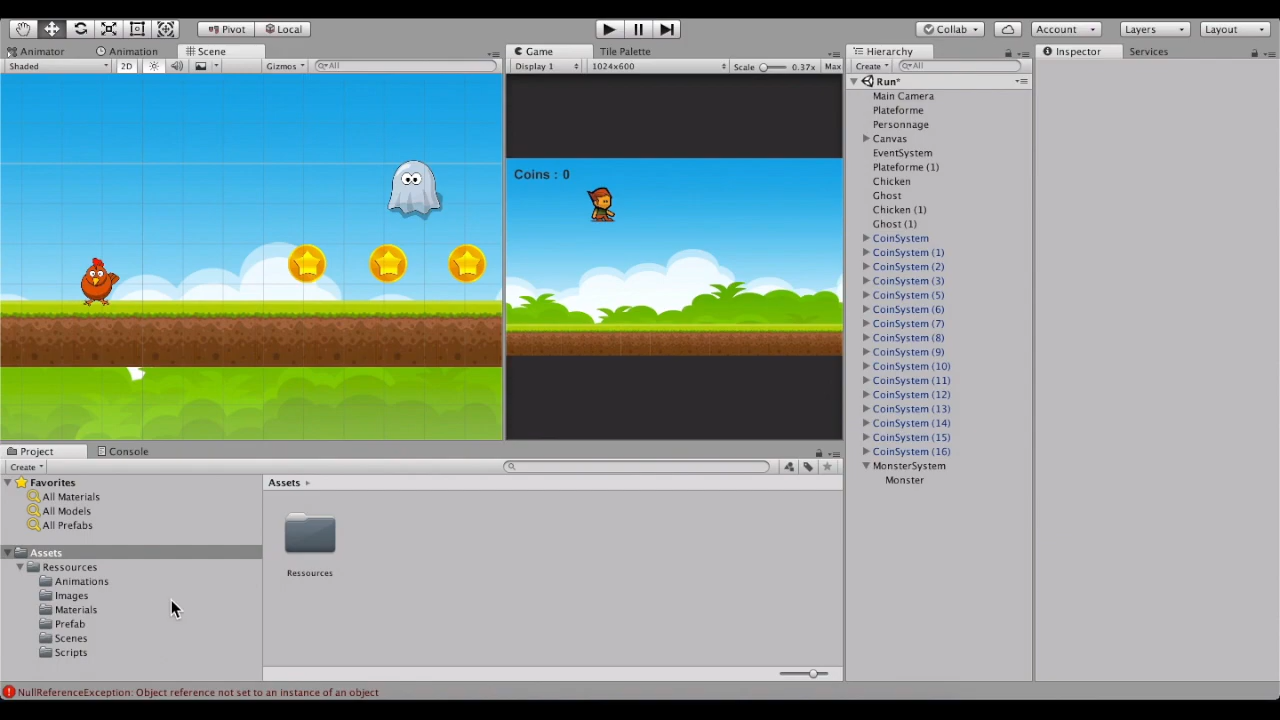 Pivot Local Collab Account Layers Layout
Animator Animation Scene
Shaded 2D Gizmos All
Game Tile Palette
Display 1 1024x600 Scale 0.37x Max
Coins : 0
Hierarchy
Create All
Run*
Main Camera
Plateforme
Personnage
Canvas
EventSystem
Plateforme (1)
Chicken
Ghost
Chicken (1)
Ghost (1)
CoinSystem
CoinSystem (1)
CoinSystem (2)
CoinSystem (3)
CoinSystem (5)
CoinSystem (6)
CoinSystem (7)
CoinSystem (8)
CoinSystem (9)
CoinSystem (10)
CoinSystem (11)
CoinSystem (12)
CoinSystem (13)
CoinSystem (14)
CoinSystem (15)
CoinSystem (16)
MonsterSystem
Monster
Inspector Services
Project Console
Create
Favorites
All Materials
All Models
All Prefabs
Assets
Ressources
Animations
Images
Materials
Prefab
Scenes
Scripts
Assets
Ressources
NullReferenceException: Object reference not set to an instance of an object